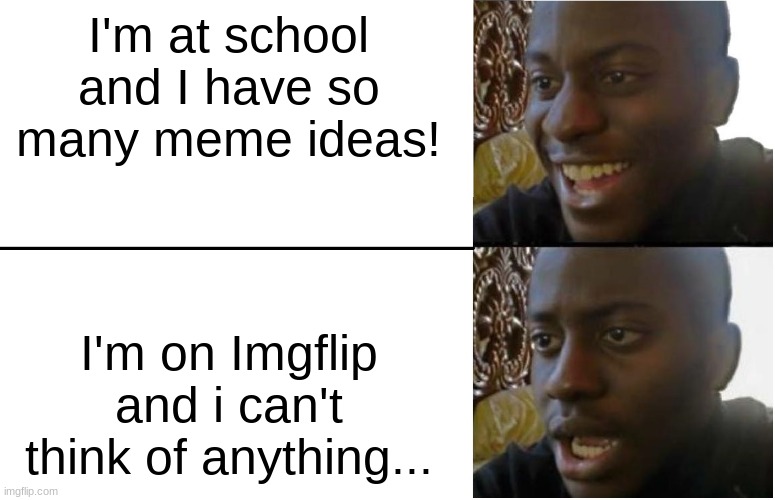 I'm at school
and I have so
many meme ideas!
I'm on Imgflip
and i can't
think of anything...
imgflip.com